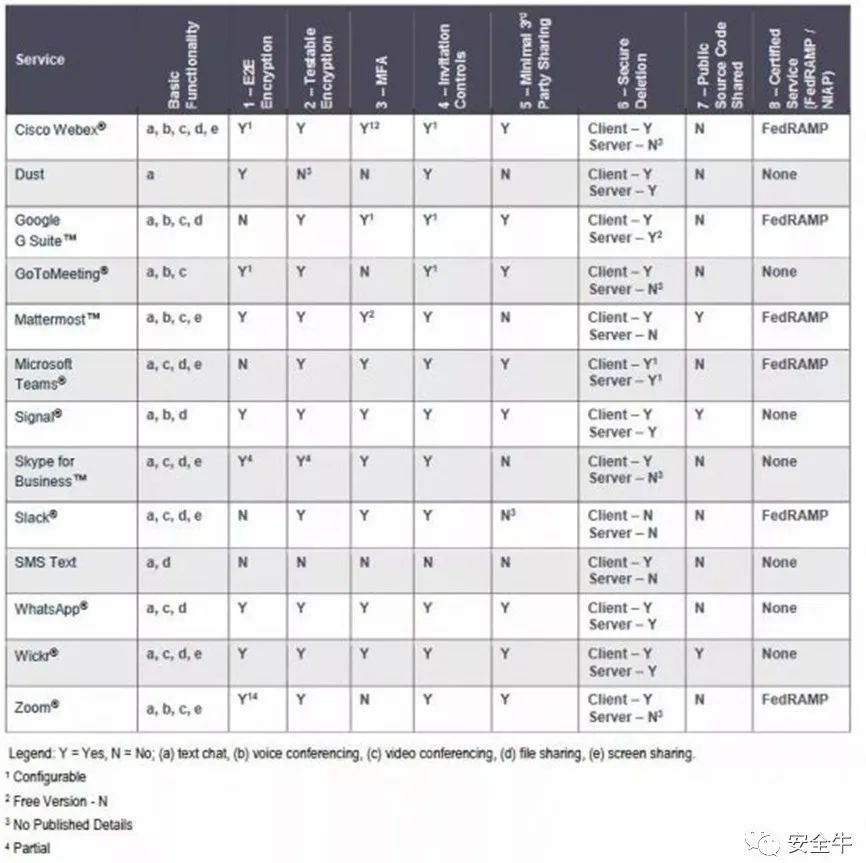 Service
Basic Functionality
1 – E2E Encryption
2 – Testable Encryption
3 – MFA
4 – Invitation Controls
5 – Minimal 3rd Party Sharing
6 – Secure Deletion
7 – Public Source Code Shared
8 – Certified Service (FedRAMP / NIAP)
Cisco Webex® a, b, c, d, e Y¹ Y Y¹² Y¹ Y Client – Y N FedRAMP
Server – N³
Dust a Y N³ N Y N Client – Y N None
Server – Y
Google a, b, c, d N Y Y¹ Y¹ Y Client – Y N FedRAMP
G Suite™ Server – Y²
GoToMeeting® a, b, c Y¹ Y N Y¹ Y Client – Y N None
Server – N³
Mattermost™ a, b, c, e Y Y Y² Y N Client – Y Y FedRAMP
Server – N
Microsoft a, c, d, e N Y Y Y Y Client – Y¹ N FedRAMP
Teams® Server – Y¹
Signal® a, b, d Y Y Y Y Y Client – Y Y None
Server – Y
Skype for a, c, d, e Y⁴ Y⁴ Y Y N Client – Y N None
Business™ Server – N³
Slack® a, c, d, e N Y Y Y N³ Client – N N FedRAMP
Server – N
SMS Text a, d N N N N N Client – Y N None
Server – N
WhatsApp® a, c, d Y Y Y Y Y Client – Y N None
Server – Y
Wickr® a, c, d, e Y Y Y Y Y Client – Y Y None
Server – Y
Zoom® a, b, c, e Y¹⁴ Y N Y Y Client – Y N FedRAMP
Server – N³
Legend: Y = Yes, N = No; (a) text chat, (b) voice conferencing, (c) video conferencing, (d) file sharing, (e) screen sharing.
¹ Configurable
² Free Version - N
³ No Published Details
⁴ Partial
安全牛